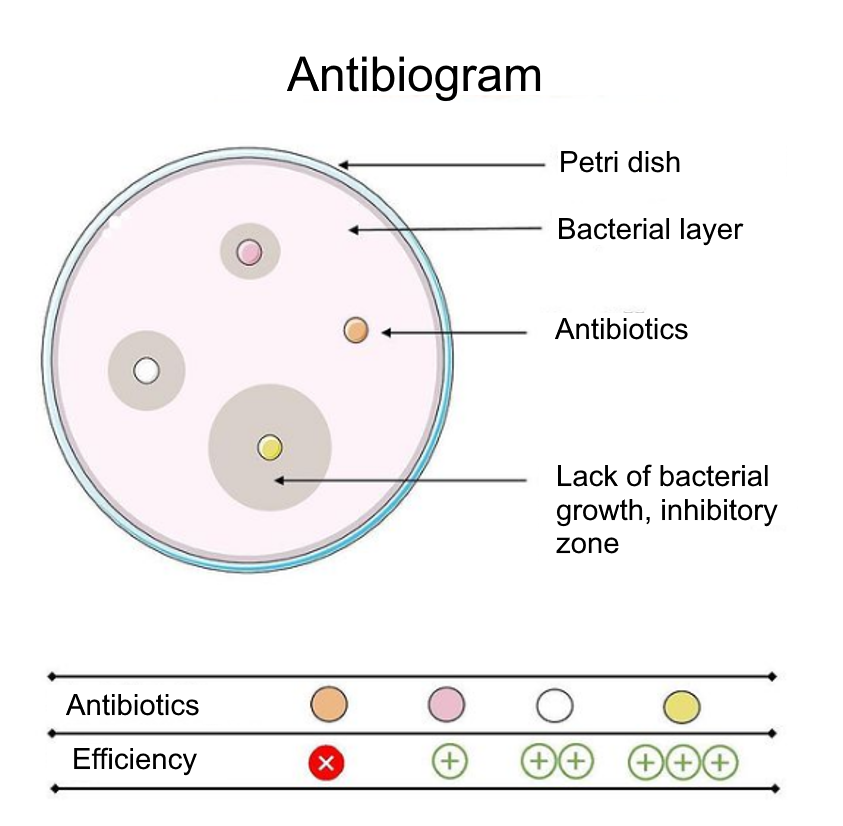 Antibiogram
Petri dish
Bacterial layer
Antibiotics
Lack of bacterial
growth, inhibitory
zone
Antibiotics
Efficiency